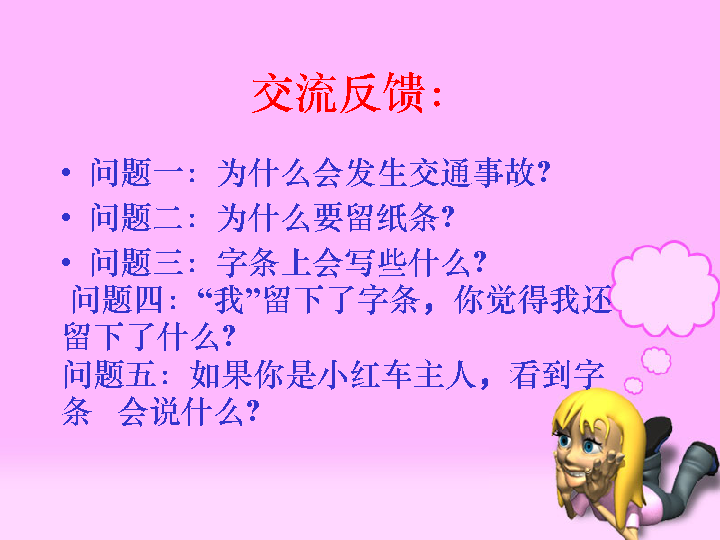 交流反馈：
• 问题一：为什么会发生交通事故？
• 问题二：为什么要留纸条？
• 问题三：字条上会写些什么？
问题四：“我”留下了字条，你觉得我还
留下了什么？
问题五：如果你是小红车主人，看到字
条 会说什么？